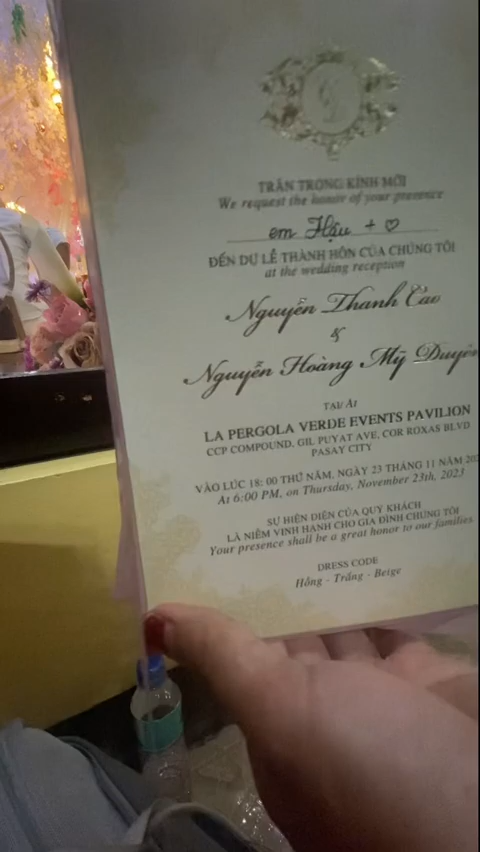 TRÂN TRỌNG KÍNH MỜI
We request the honor of your presence
em Hậu + ♡
ĐẾN DỰ LỄ THÀNH HÔN CỦA CHÚNG TÔI
at the wedding reception
Nguyễn Thanh Cao
&
Nguyễn Hoàng Mỹ Duyên
TẠI/At
LA PERGOLA VERDE EVENTS PAVILION
CCP COMPOUND, GIL PUYAT AVE, COR ROXAS BLVD
PASAY CITY
VÀO LÚC 18: 00 THỨ NĂM, NGÀY 23 THÁNG 11 NĂM
At 6:00 PM, on Thursday, November 23th, 2023
SỰ HIỆN DIỆN CỦA QUÝ KHÁCH
LÀ NIỀM VINH HẠNH CHO GIA ĐÌNH CHÚNG TÔI
Your presence shall be a great honor to our families
DRESS CODE
Hồng - Trắng - Beige